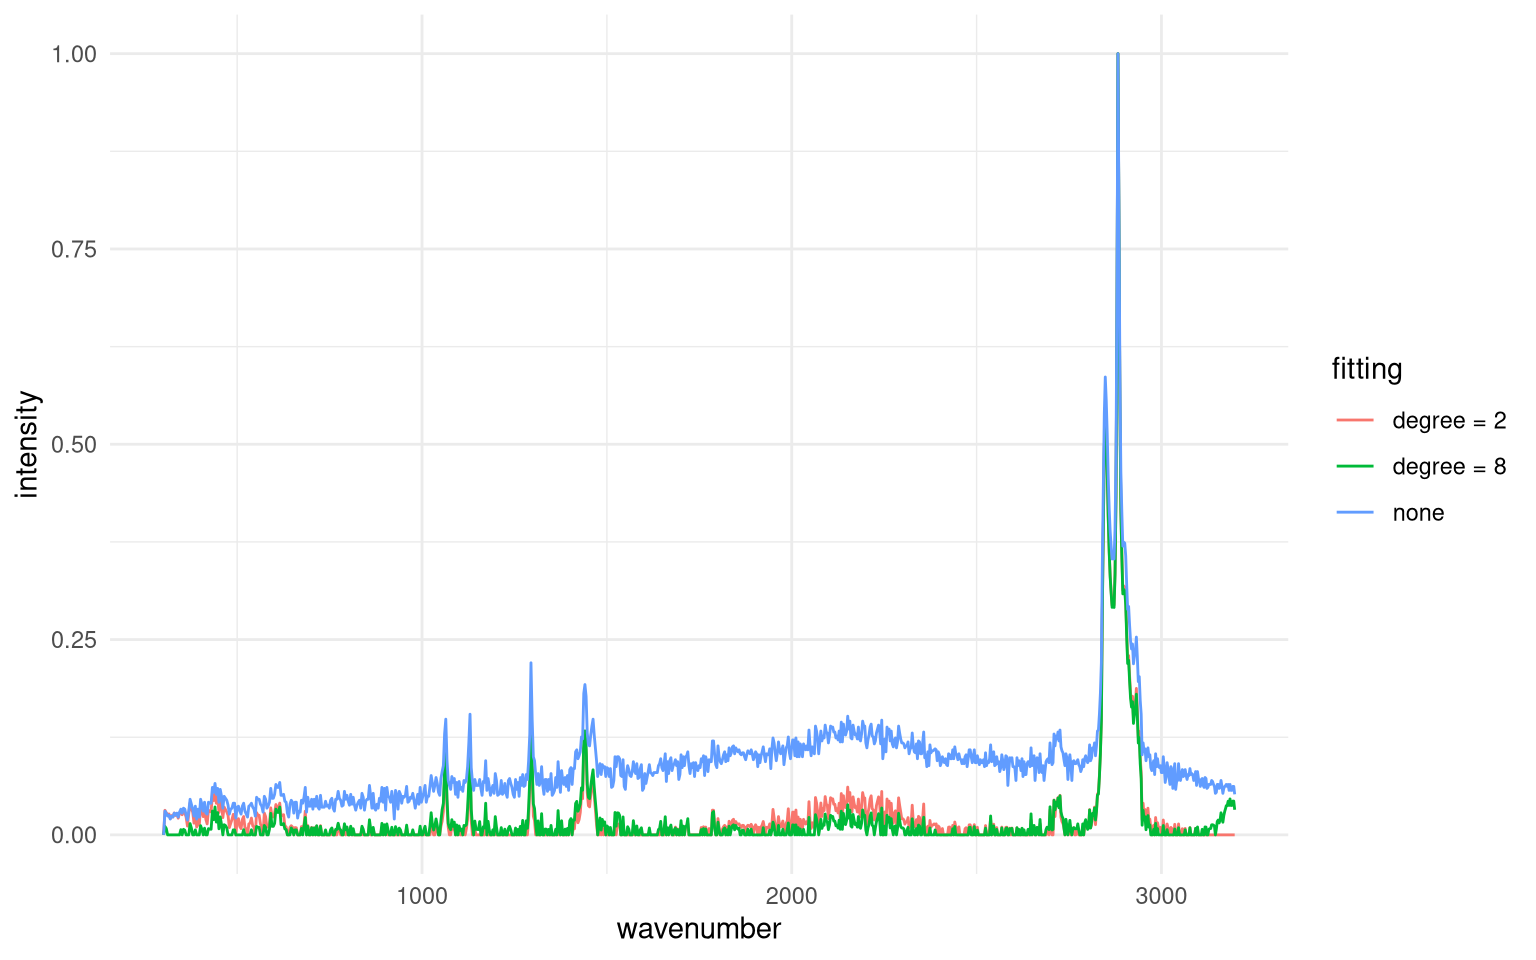 1.00
0.75
0.50
0.25
0.00
intensity
1000
2000
3000
wavenumber
fitting
degree = 2
degree = 8
none